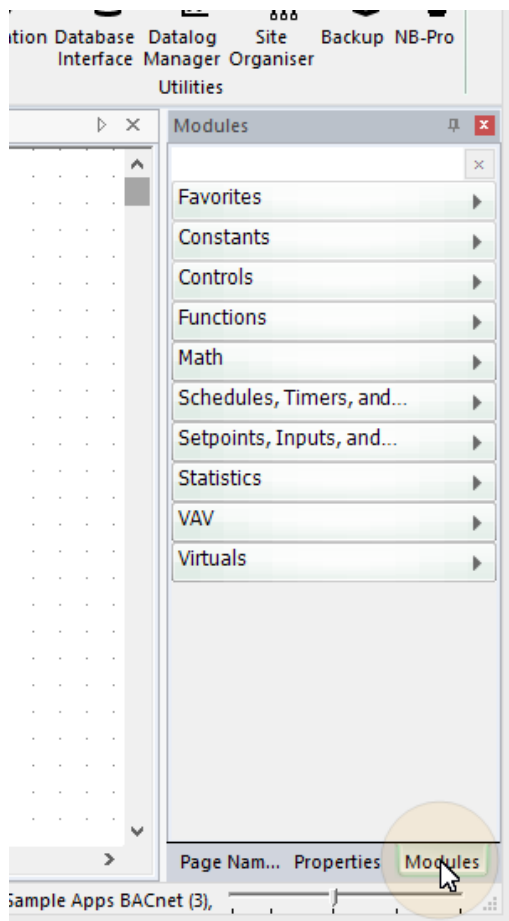 Database Datalog Site Backup NB-Pro
Interface Manager Organiser
Utilities
Modules
Favorites
Constants
Controls
Functions
Math
Schedules, Timers, and...
Setpoints, Inputs, and...
Statistics
VAV
Virtuals
Page Nam... Properties Modules
Sample Apps BACnet (3),